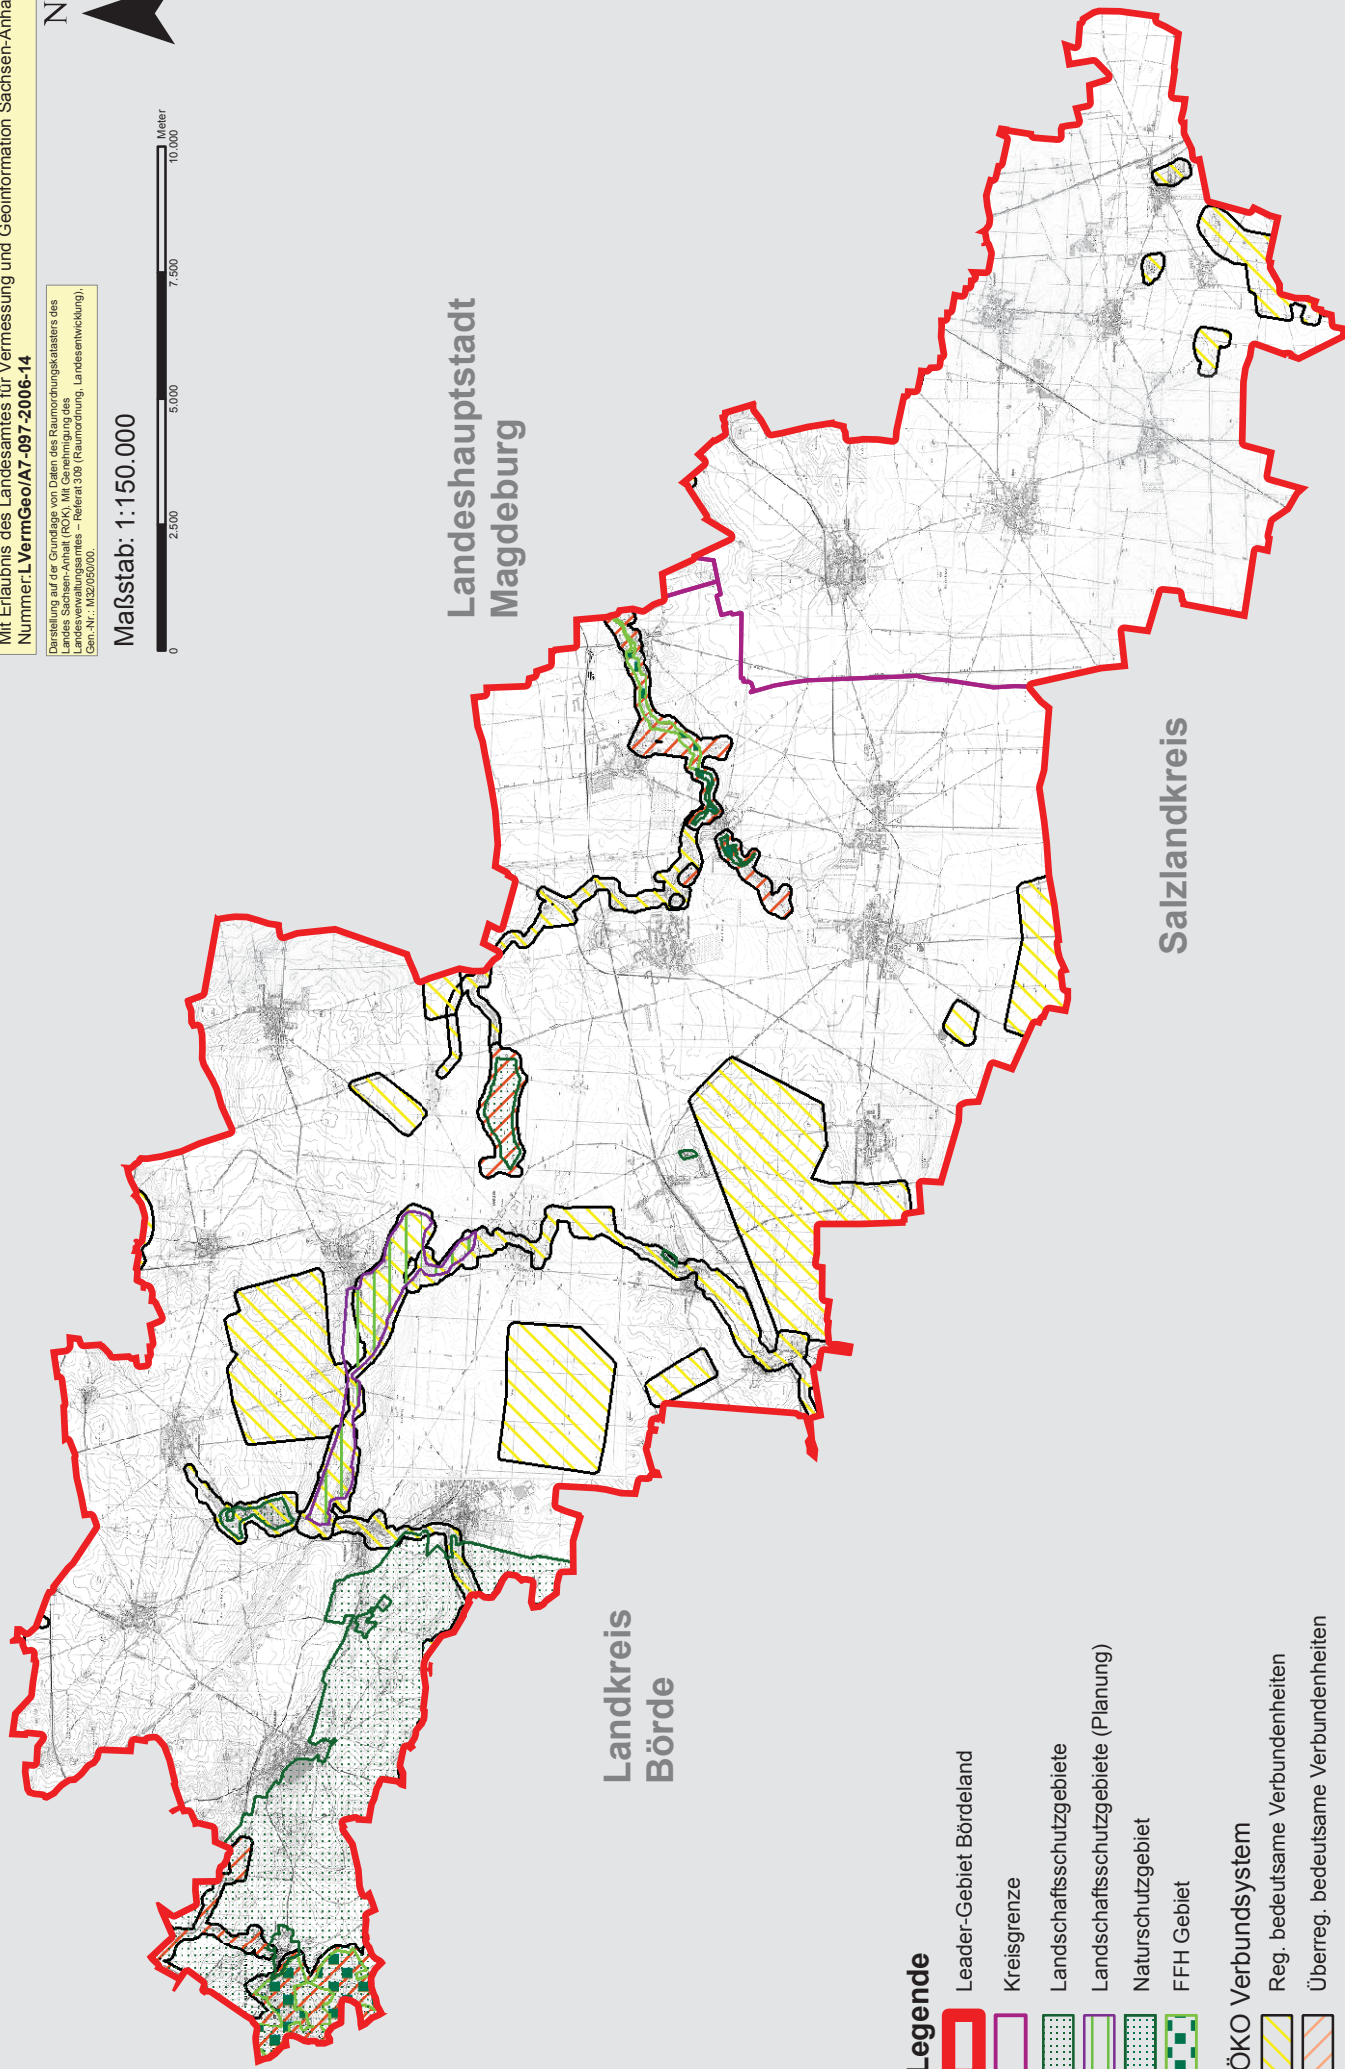 Mit Erlaubnis des Landesamtes für Vermessung und Geoinformation Sachsen-Anha
Nummer:LVermGeo/A7-097-2006-14
Darstellung auf der Grundlage von Daten des Raumordnungskatasters des
Landes Sachsen-Anhalt (ROK). Mit Genehmigung des
Landesverwaltungsamtes – Referat 309 (Raumordnung, Landesentwicklung),
Gen.-Nr.: M32/050/00.
N
Maßstab: 1:150.000
0 2.500 5.000 7.500 10.000
Meter
Landeshauptstadt
Magdeburg
Salzlandkreis
Landkreis
Börde
Legende
Leader-Gebiet Bördeland
Kreisgrenze
Landschaftsschutzgebiete
Landschaftsschutzgebiete (Planung)
Naturschutzgebiet
FFH Gebiet
ÖKO Verbundsystem
Reg. bedeutsame Verbundenheiten
Überreg. bedeutsame Verbundenheiten